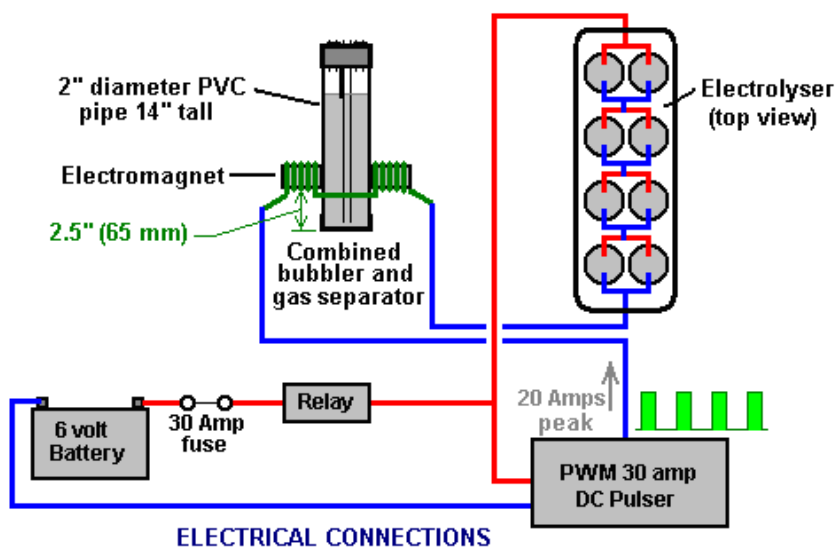 2" diameter PVC
pipe 14" tall
Electrolyser
(top view)
Electromagnet
2.5" (65 mm)
Combined
bubbler and
gas separator
6 volt
Battery
30 Amp
fuse
Relay
20 Amps
peak
PWM 30 amp
DC Pulser
ELECTRICAL CONNECTIONS